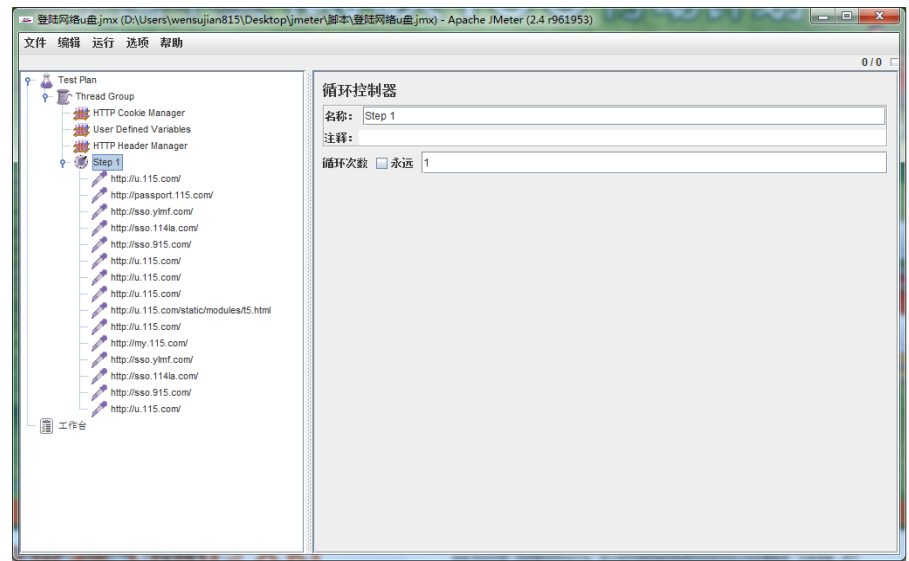 登陆网络u盘.jmx (D:\Users\wensujian815\Desktop\jmeter\脚本\登陆网络u盘.jmx) - Apache JMeter (2.4 r961953)
文件 编辑 运行 选项 帮助
0 / 0
Test Plan
Thread Group
HTTP Cookie Manager
User Defined Variables
HTTP Header Manager
Step 1
http://u.115.com/
http://passport.115.com/
http://sso.ylmf.com/
http://sso.114la.com/
http://sso.915.com/
http://u.115.com/
http://u.115.com/
http://u.115.com/
http://u.115.com/static/modules/t5.html
http://u.115.com/
http://my.115.com/
http://sso.ylmf.com/
http://sso.114la.com/
http://sso.915.com/
http://u.115.com/
工作台
循环控制器
名称: Step 1
注释:
循环次数 永远 1